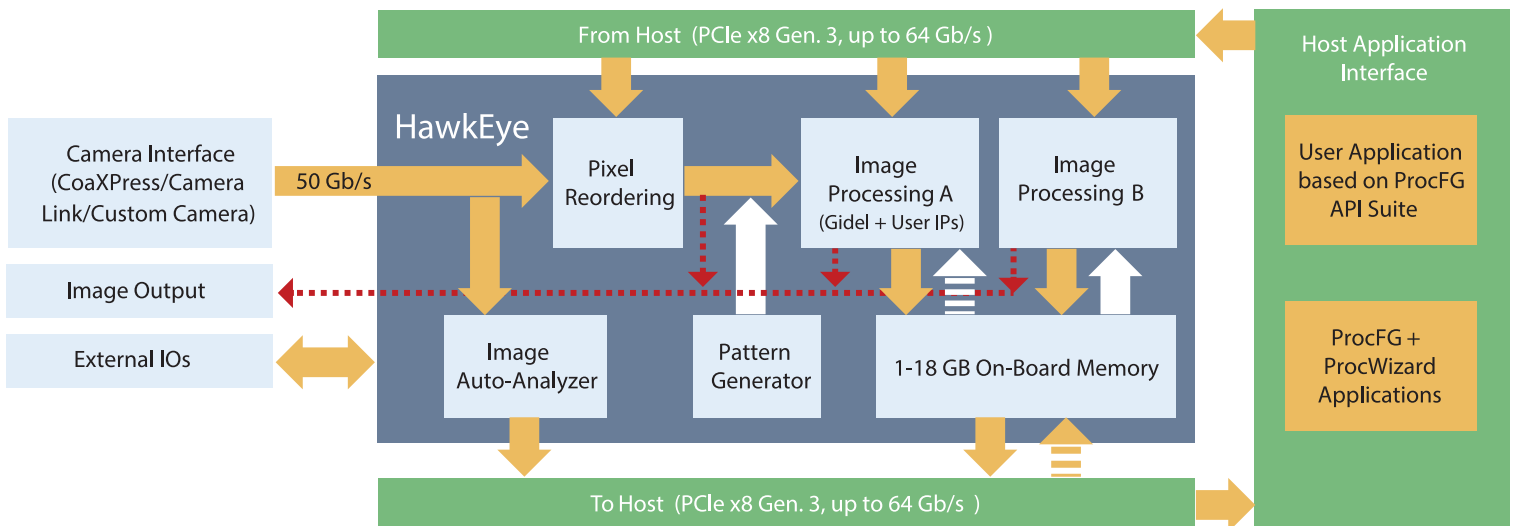 From Host (PCIe x8 Gen. 3, up to 64 Gb/s )
Host Application
Interface
HawkEye
Camera Interface
(CoaXPress/Camera
Link/Custom Camera)
50 Gb/s
Pixel
Reordering
Image
Processing A
(Gidel + User IPs)
Image
Processing B
User Application
based on ProcFG
API Suite
Image Output
External IOs
Image
Auto-Analyzer
Pattern
Generator
1-18 GB On-Board Memory
ProcFG +
ProcWizard
Applications
To Host (PCIe x8 Gen. 3, up to 64 Gb/s )